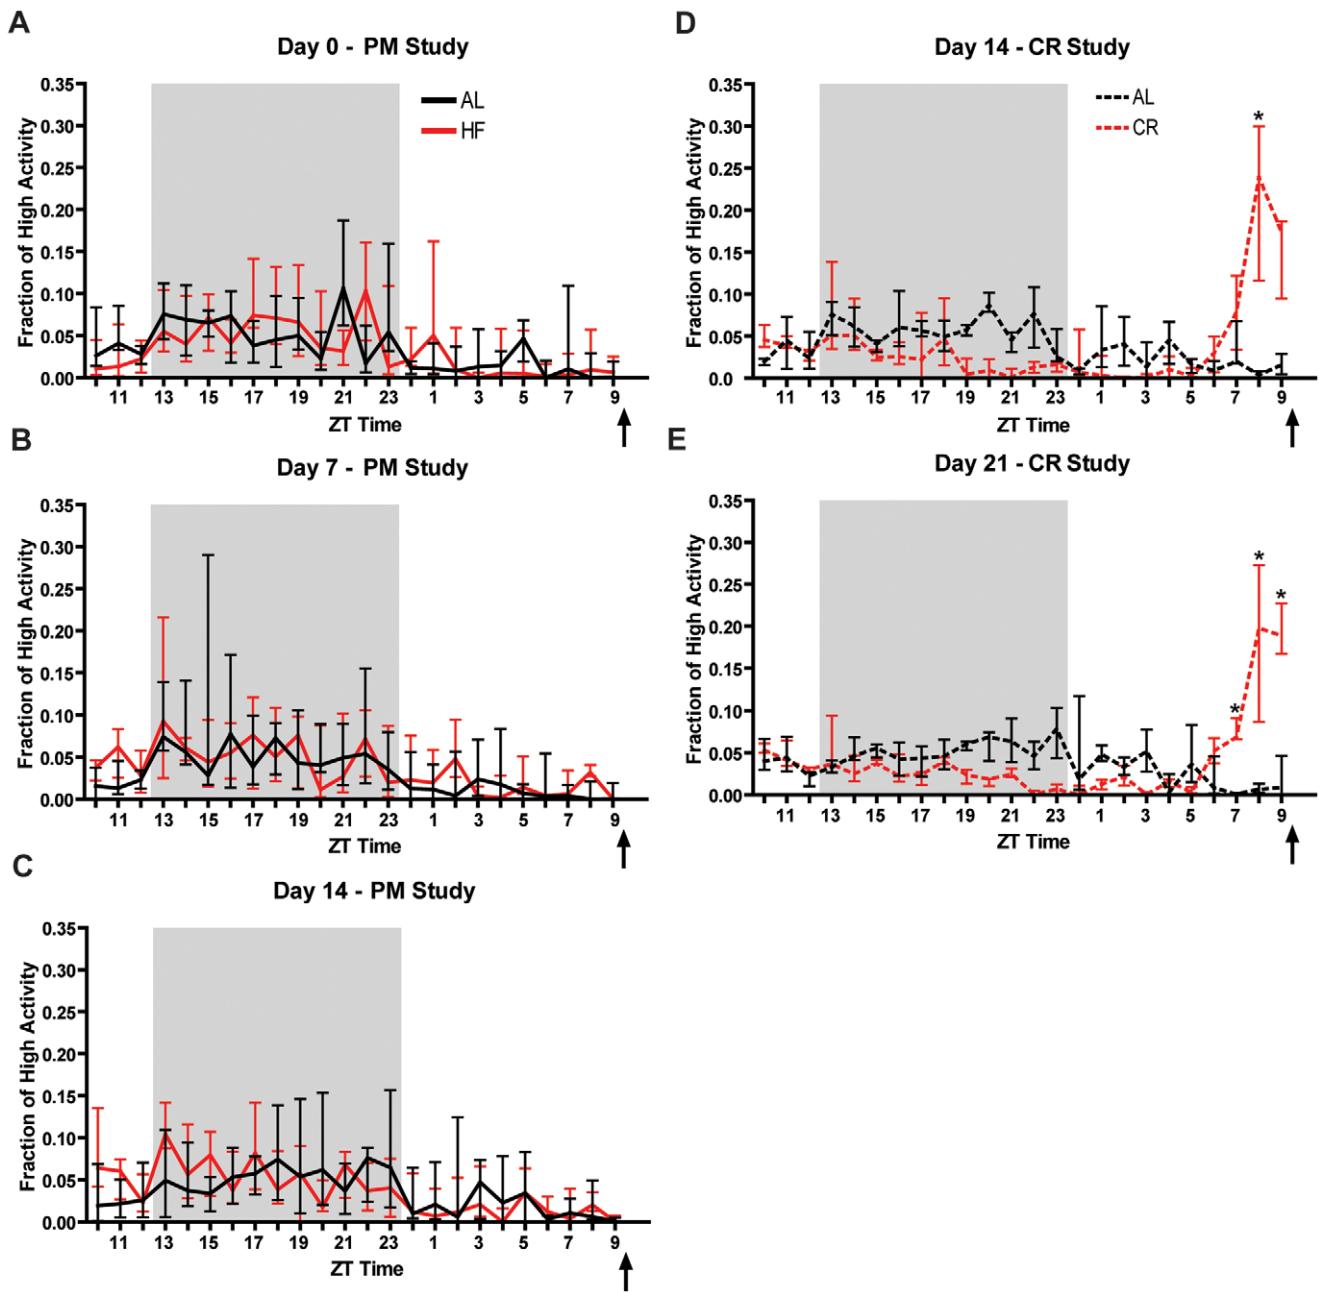 A
Day 0 - PM Study
Fraction of High Activity
0.35
0.30
0.25
0.20
0.15
0.10
0.05
0.00
AL
HF
11 13 15 17 19 21 23 1 3 5 7 9
ZT Time
B
Day 7 - PM Study
Fraction of High Activity
0.35
0.30
0.25
0.20
0.15
0.10
0.05
0.00
11 13 15 17 19 21 23 1 3 5 7 9
ZT Time
C
Day 14 - PM Study
Fraction of High Activity
0.35
0.30
0.25
0.20
0.15
0.10
0.05
0.00
11 13 15 17 19 21 23 1 3 5 7 9
ZT Time
D
Day 14 - CR Study
Fraction of High Activity
0.35
0.30
0.25
0.20
0.15
0.10
0.05
0.0
AL
CR
*
11 13 15 17 19 21 23 1 3 5 7 9
ZT Time
E
Day 21 - CR Study
Fraction of High Activity
0.35
0.30
0.25
0.20
0.15
0.10
0.05
0.00
*
*
*
11 13 15 17 19 21 23 1 3 5 7 9
ZT Time